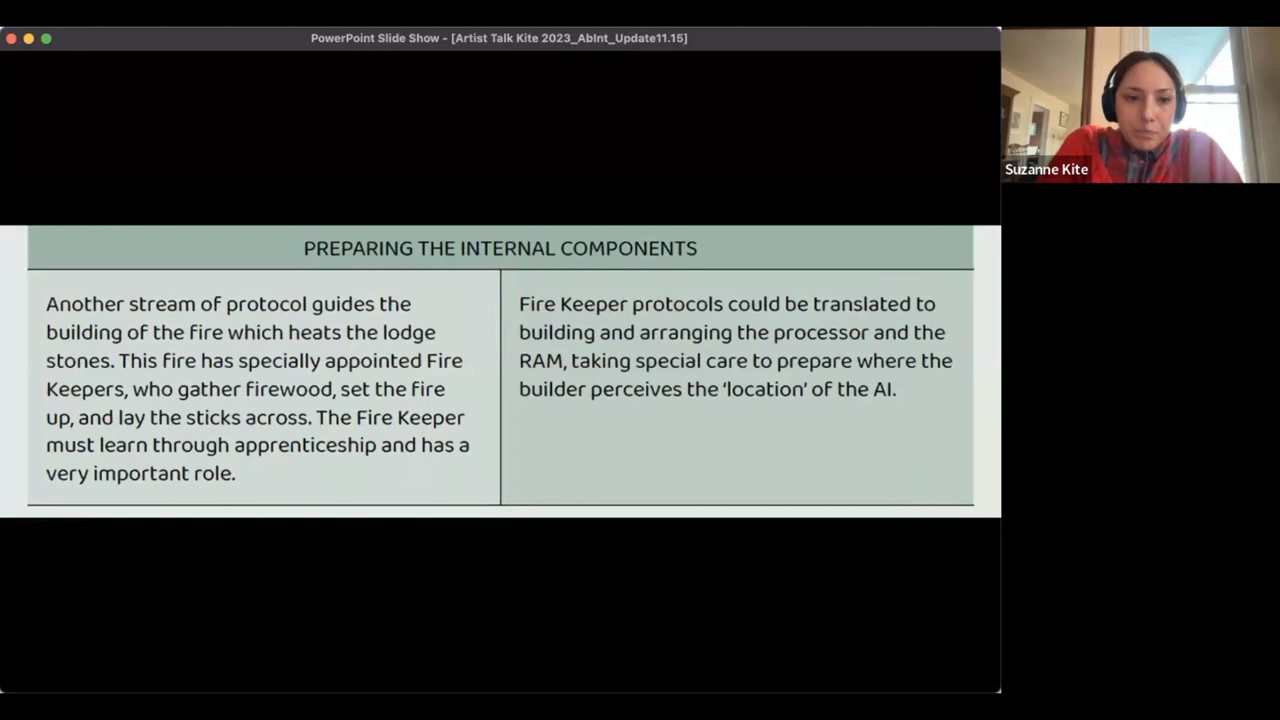 PowerPoint Slide Show - [Artist Talk Kite 2023_AbInt_Update11.15]
Suzanne Kite
PREPARING THE INTERNAL COMPONENTS
Another stream of protocol guides the
building of the fire which heats the lodge
stones. This fire has specially appointed Fire
Keepers, who gather firewood, set the fire
up, and lay the sticks across. The Fire Keeper
must learn through apprenticeship and has a
very important role.
Fire Keeper protocols could be translated to
building and arranging the processor and the
RAM, taking special care to prepare where the
builder perceives the ‘location’ of the AI.